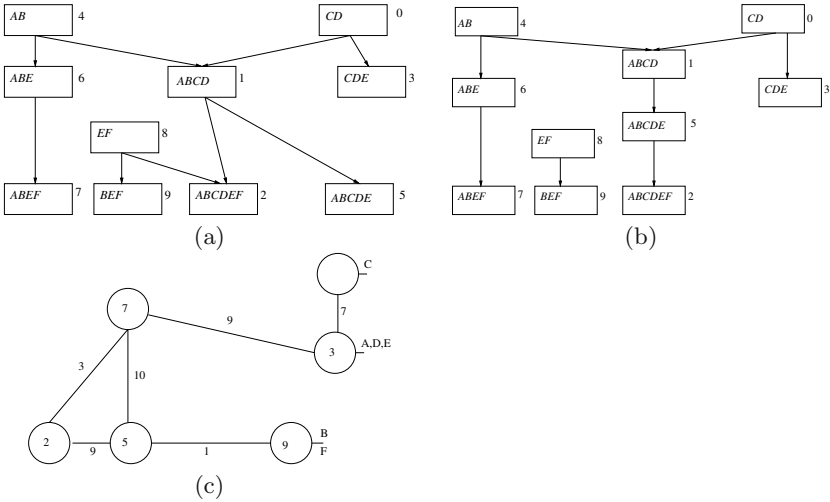 AB 4
CD 0
ABE 6
ABCD 1
CDE 3
EF 8
ABEF 7
BEF 9
ABCDEF 2
ABCDE 5
(a)
AB 4
CD 0
ABCD 1
ABE 6
CDE 3
ABCDE 5
EF 8
ABEF 7
BEF 9
ABCDEF 2
(b)
C
7
7
9
3
A,D,E
3
10
2
9
5
1
9
B
F
(c)